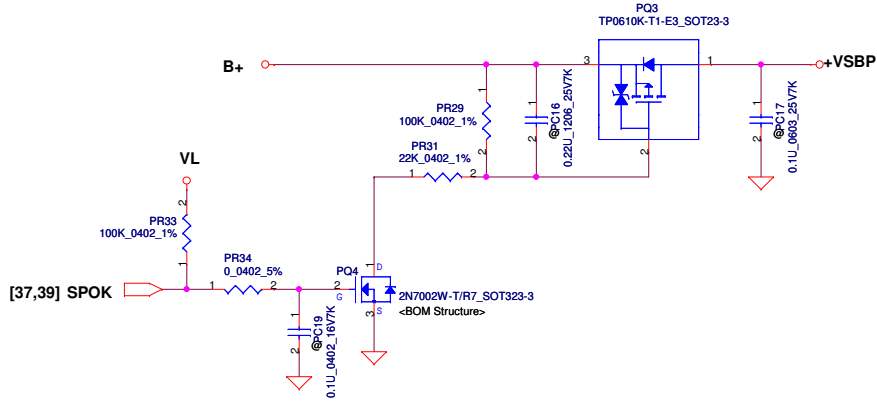 PQ3
TP0610K-T1-E3_SOT23-3
B+
3
1
+VSBP
2
1
PR29
100K_0402_1%
2
1
2
@PC16
0.22U_1206_25V7K
1
2
@PC17
0.1U_0603_25V7K
PR31
22K_0402_1%
1
2
VL
2
PR33
100K_0402_1%
1
PR34
0_0402_5%
[37,39] SPOK
1
2
PQ4
2
G
1
D
3
S
2N7002W-T/R7_SOT323-3
<BOM Structure>
1
2
@PC19
0.1U_0402_16V7K